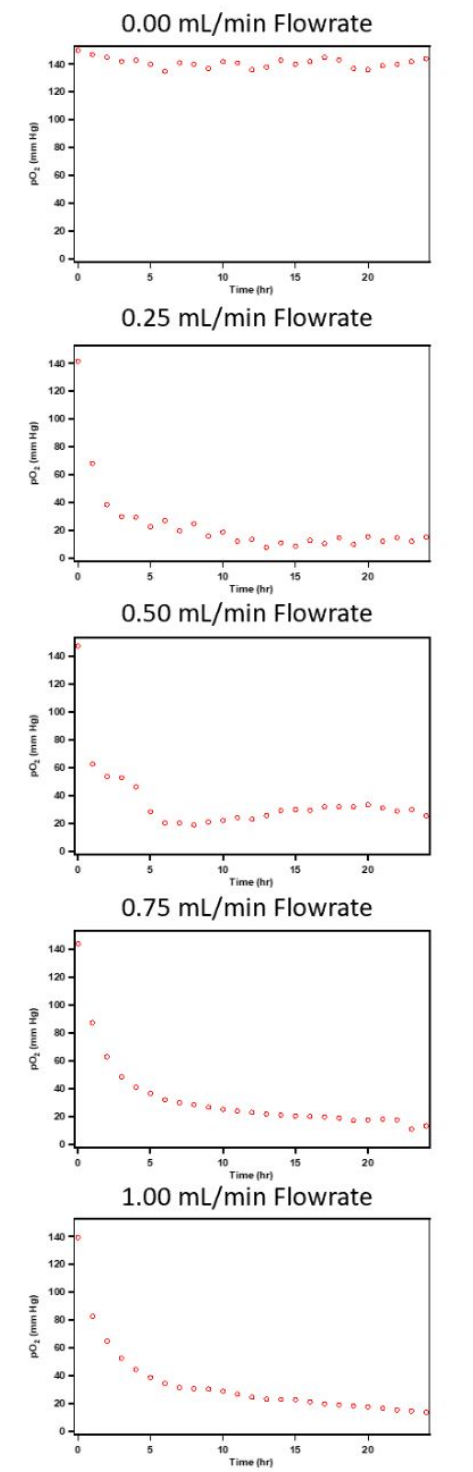 0.00 mL/min Flowrate
140
120
100
80
60
40
20
0
pO₂ (mm Hg)
0 5 10 15 20
Time (hr)
0.25 mL/min Flowrate
140
120
100
80
60
40
20
0
pO₂ (mm Hg)
0 5 10 15 20
Time (hr)
0.50 mL/min Flowrate
140
120
100
80
60
40
20
0
pO₂ (mm Hg)
0 5 10 15 20
Time (hr)
0.75 mL/min Flowrate
140
120
100
80
60
40
20
0
pO₂ (mm Hg)
0 5 10 15 20
Time (hr)
1.00 mL/min Flowrate
140
120
100
80
60
40
20
0
pO₂ (mm Hg)
0 5 10 15 20
Time (hr)